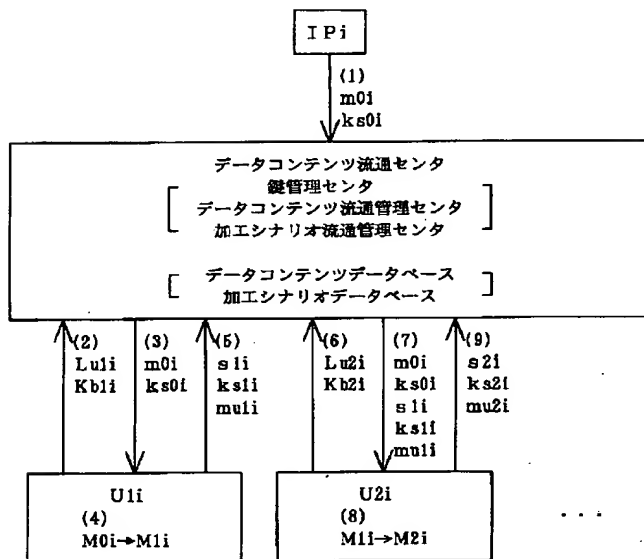 IPi
(1)
m0i
ks0i
データコンテンツ流通センタ
鍵管理センタ
データコンテンツ流通管理センタ
加工シナリオ流通管理センタ
データコンテンツデータベース
加工シナリオデータベース
(2)
Lu1i
Kb1i
(3)
m0i
ks0i
(5)
s1i
ks1i
mu1i
(6)
Lu2i
Kb2i
(7)
m0i
ks0i
s1i
ks1i
mu1i
(9)
s2i
ks2i
mu2i
U1i
(4)
M0i→M1i
U2i
(8)
M1i→M2i
...